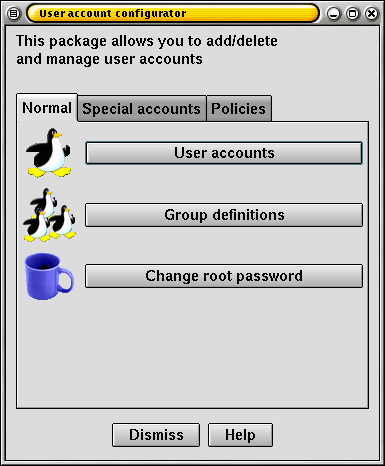 User account configurator
This package allows you to add/delete
and manage user accounts
Normal Special accounts Policies
User accounts
Group definitions
Change root password
Dismiss Help